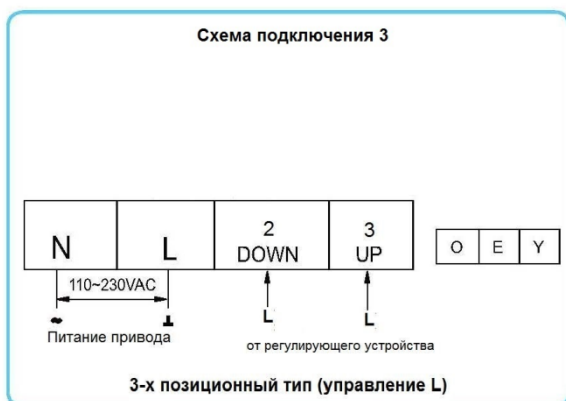 Схема подключения 3
N L 2 3
DOWN UP
O E Y
110~230VAC
~ ⊥ L L
Питание привода
от регулирующего устройства
3-х позиционный тип (управление L)